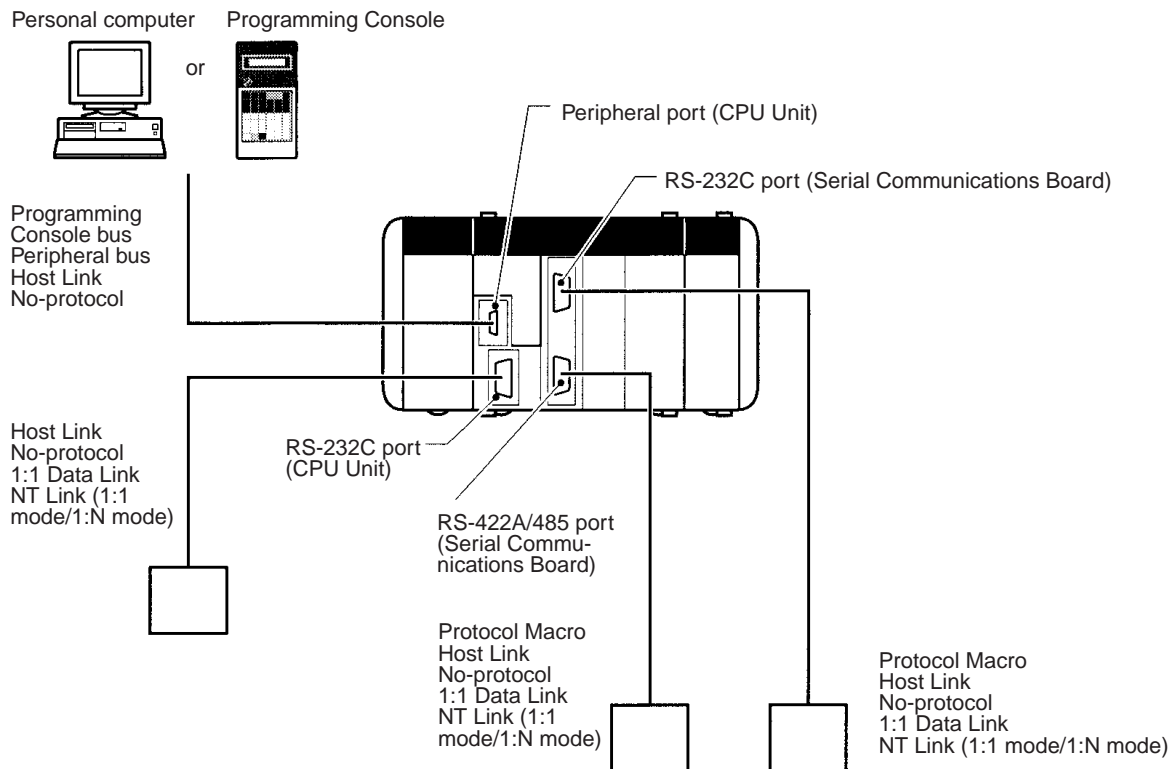 Personal computer
Programming Console
or
Peripheral port (CPU Unit)
RS-232C port (Serial Communications Board)
Programming
Console bus
Peripheral bus
Host Link
No-protocol
Host Link
No-protocol
1:1 Data Link
NT Link (1:1
mode/1:N mode)
RS-232C port
(CPU Unit)
RS-422A/485 port
(Serial Commu-
nications Board)
Protocol Macro
Host Link
No-protocol
1:1 Data Link
NT Link (1:1
mode/1:N mode)
Protocol Macro
Host Link
No-protocol
1:1 Data Link
NT Link (1:1 mode/1:N mode)